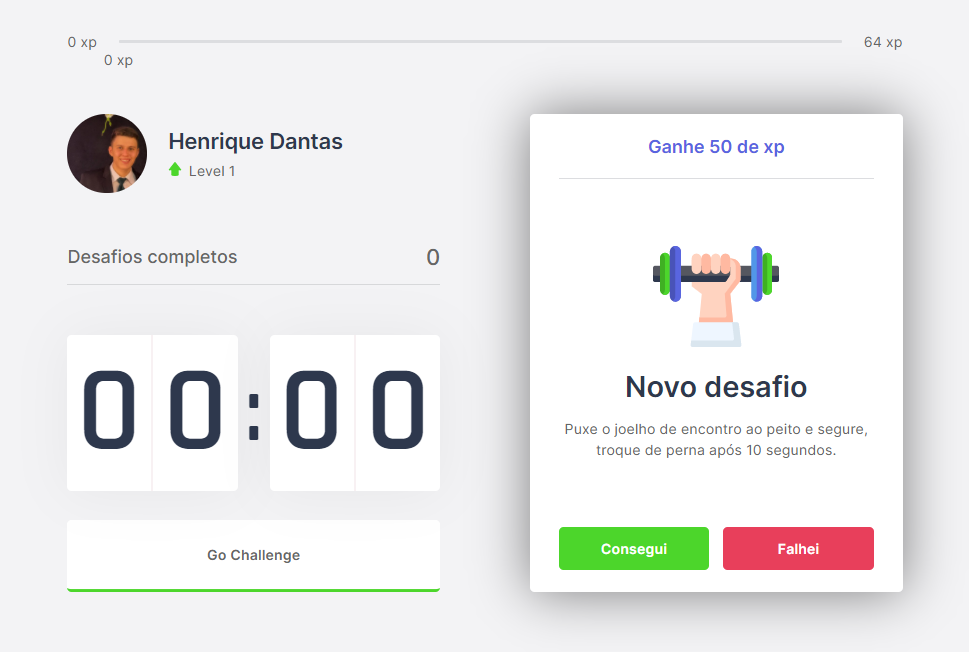 0 xp
64 xp
0 xp
Henrique Dantas
Level 1
Desafios completos
0
00:00
Go Challenge
Ganhe 50 de xp
Novo desafio
Puxe o joelho de encontro ao peito e segure,
troque de perna após 10 segundos.
Consegui
Falhei